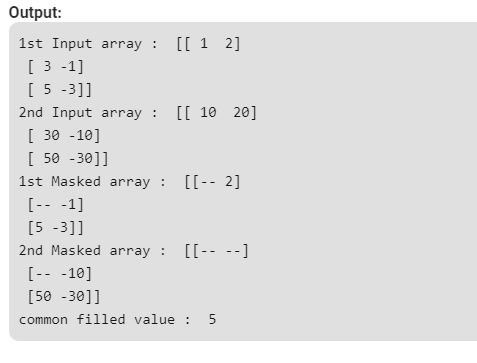 Output:
1st Input array :  [[ 1  2]
 [ 3 -1]
 [ 5 -3]]
2nd Input array :  [[ 10  20]
 [ 30 -10]
 [ 50 -30]]
1st Masked array :  [[-- 2]
 [-- -1]
 [5 -3]]
2nd Masked array :  [[-- --]
 [-- -10]
 [50 -30]]
common filled value :  5